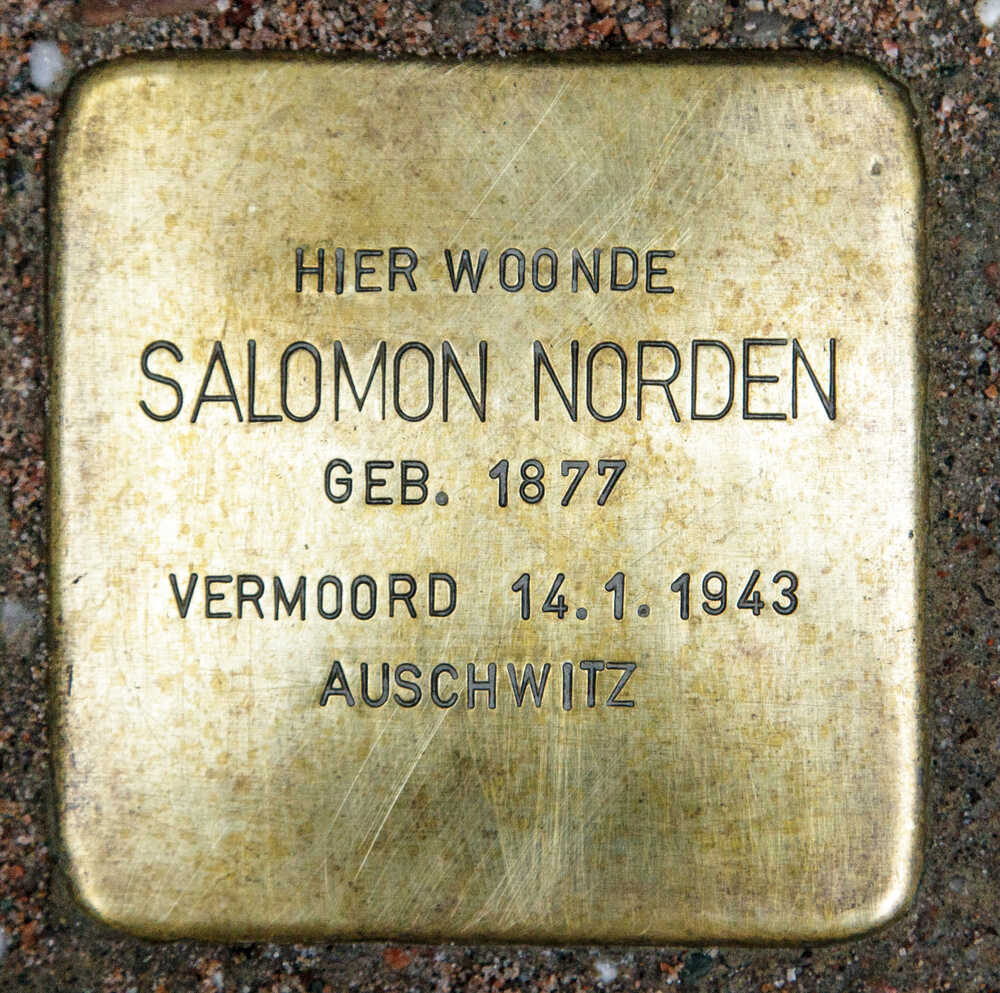 HIER WOONDE
SALOMON NORDEN
GEB. 1877
VERMOORD 14.1.1943
AUSCHWITZ